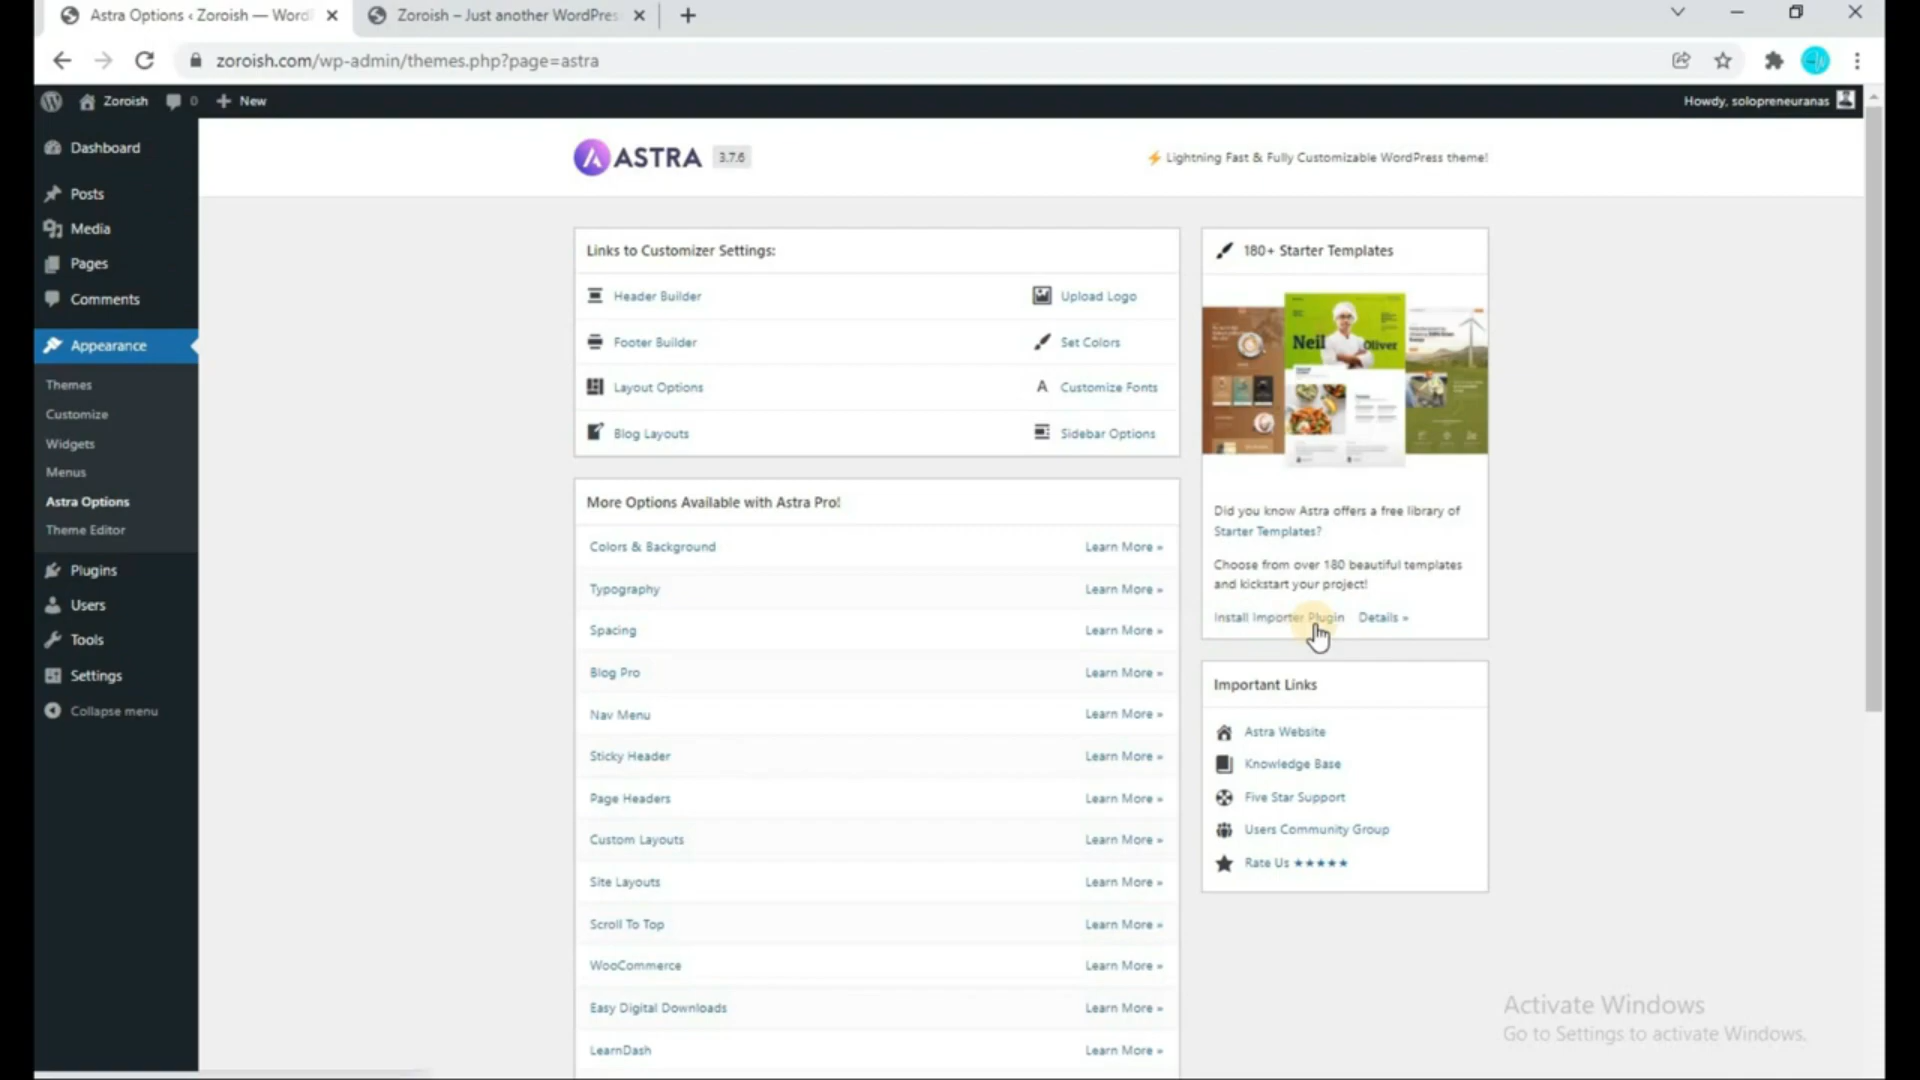 Astra Options ‹ Zoroish — Word
Zoroish – Just another WordPres
zoroish.com/wp-admin/themes.php?page=astra
Zoroish
0
New
Howdy, solopreneuranas
Dashboard
Posts
Media
Pages
Comments
Appearance
Themes
Customize
Widgets
Menus
Astra Options
Theme Editor
Plugins
Users
Tools
Settings
Collapse menu
ASTRA 3.7.6
Lightning Fast & Fully Customizable WordPress theme!
Links to Customizer Settings:
Header Builder
Upload Logo
Footer Builder
Set Colors
Layout Options
A Customize Fonts
Blog Layouts
Sidebar Options
More Options Available with Astra Pro!
Colors & Background Learn More »
Typography Learn More »
Spacing Learn More »
Blog Pro Learn More »
Nav Menu Learn More »
Sticky Header Learn More »
Page Headers Learn More »
Custom Layouts Learn More »
Site Layouts Learn More »
Scroll To Top Learn More »
WooCommerce Learn More »
Easy Digital Downloads Learn More »
LearnDash Learn More »
180+ Starter Templates
Neil
Oliver
Did you know Astra offers a free library of
Starter Templates?
Choose from over 180 beautiful templates
and kickstart your project!
Install Importer Plugin Details »
Important Links
Astra Website
Knowledge Base
Five Star Support
Users Community Group
Rate Us ★★★★★
Activate Windows
Go to Settings to activate Windows.